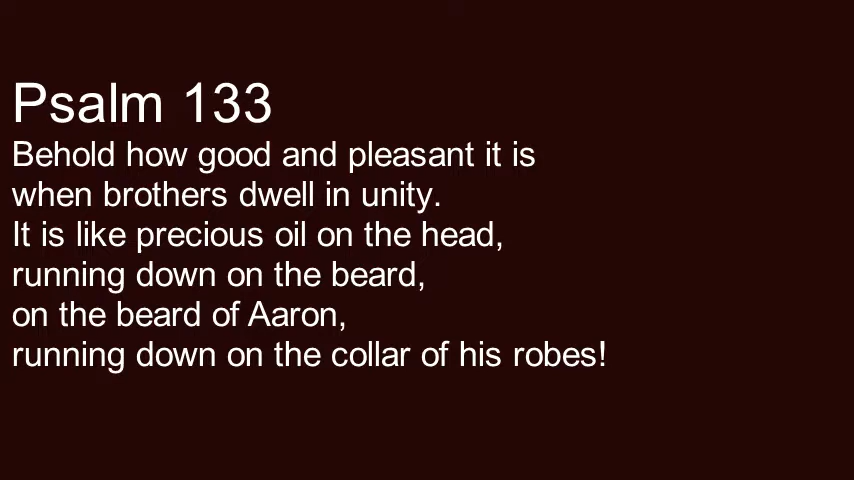 Psalm 133
Behold how good and pleasant it is
when brothers dwell in unity.
It is like precious oil on the head,
running down on the beard,
on the beard of Aaron,
running down on the collar of his robes!